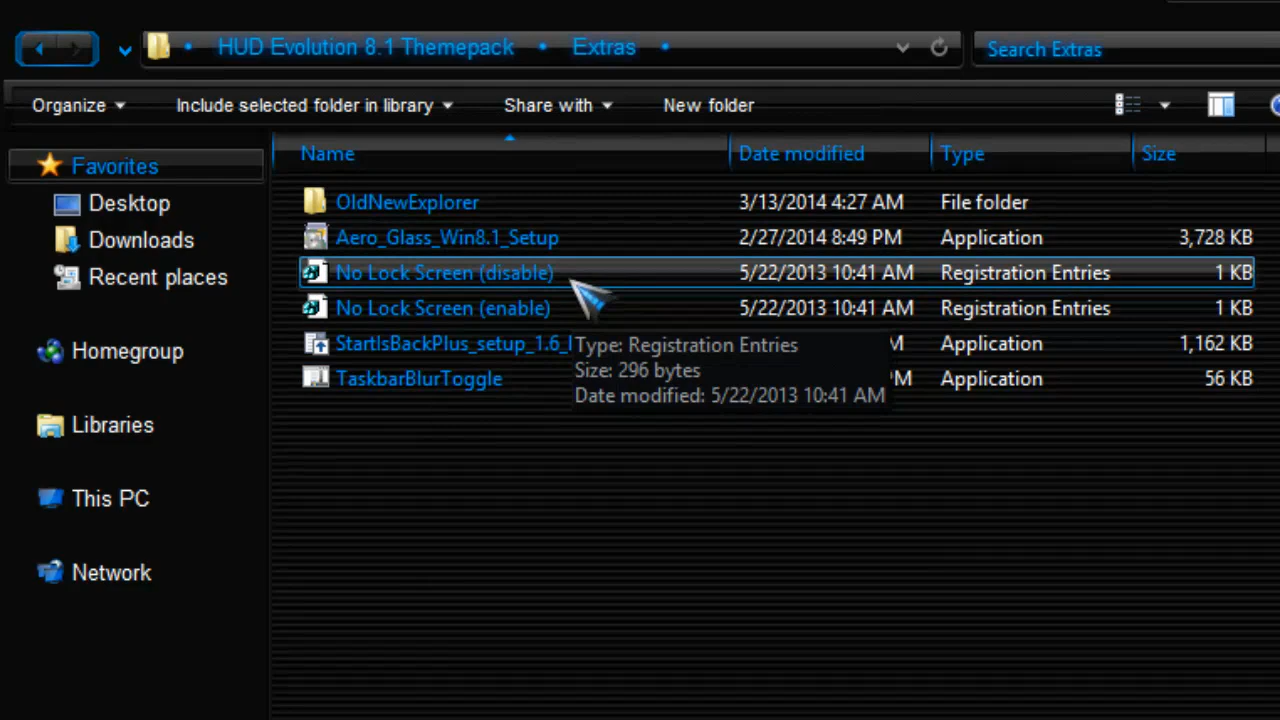 HUD Evolution 8.1 Themepack • Extras •
Search Extras
Organize
Include selected folder in library
Share with
New folder
Name
Date modified
Type
Size
Favorites
Desktop
Downloads
Recent places
Homegroup
Libraries
This PC
Network
OldNewExplorer 3/13/2014 4:27 AM File folder
Aero_Glass_Win8.1_Setup 2/27/2014 8:49 PM Application 3,728 KB
No Lock Screen (disable) 5/22/2013 10:41 AM Registration Entries 1 KB
No Lock Screen (enable) 5/22/2013 10:41 AM Registration Entries 1 KB
StartIsBackPlus_setup_1.6_ Application 1,162 KB
TaskbarBlurToggle Application 56 KB
Type: Registration Entries
Size: 296 bytes
Date modified: 5/22/2013 10:41 AM